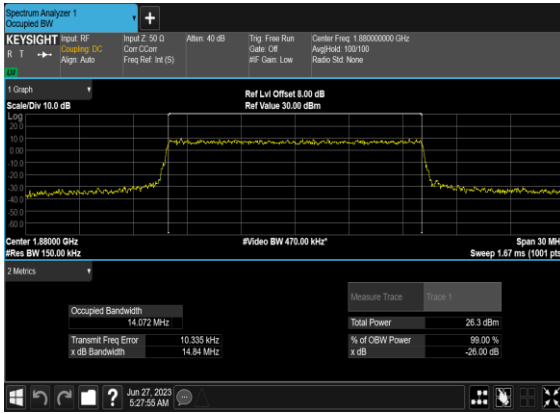 Spectrum Analyzer 1
Occupied BW
KEYSIGHT
R T
LW
Input: RF
Coupling: DC
Align: Auto
Input Z: 50 Ω
Corr CCorr
Freq Ref: Int (S)
Atten: 40 dB
Trig: Free Run
Gate: Off
#IF Gain: Low
Center Freq: 1.880000000 GHz
Avg|Hold: 100/100
Radio Std: None
1 Graph
Scale/Div 10.0 dB
Ref Lvl Offset 8.00 dB
Ref Value 30.00 dBm
Log
20.0
10.0
0.00
-10.0
-20.0
-30.0
-40.0
-50.0
-60.0
Center 1.88000 GHz
#Res BW 150.00 kHz
#Video BW 470.00 kHz*
Span 30 MH
Sweep 1.67 ms (1001 pts
2 Metrics
Measure Trace
Trace 1
Occupied Bandwidth
14.072 MHz
Total Power
26.3 dBm
Transmit Freq Error
10.335 kHz
% of OBW Power
99.00 %
x dB Bandwidth
14.84 MHz
x dB
-26.00 dB
Jun 27, 2023
5:27:55 AM